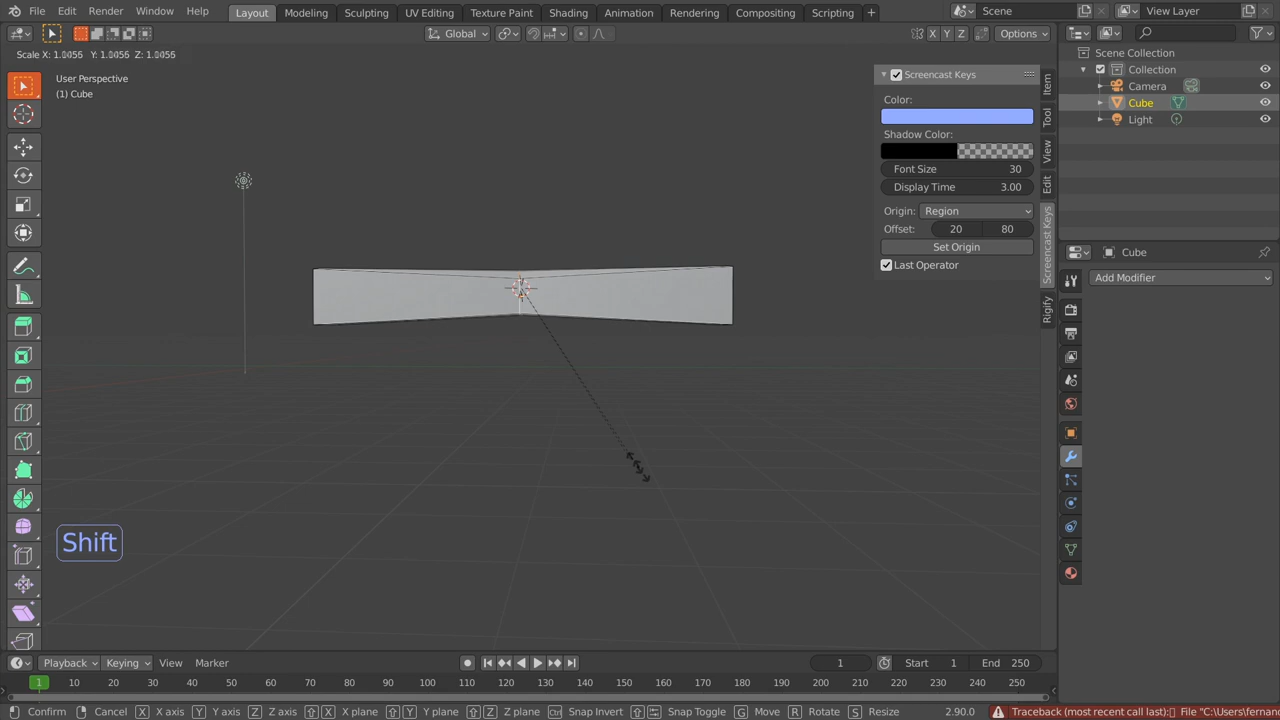 File Edit Render Window Help Layout Modeling Sculpting UV Editing Texture Paint Shading Animation Rendering Compositing Scripting + Scene View Layer
Global X Y Z Options
Scale X: 1.0056 Y: 1.0056 Z: 1.0056
User Perspective
(1) Cube
Screencast Keys
Color:
Shadow Color:
Font Size 30
Display Time 3.00
Origin: Region
Offset: 20 80
Set Origin
Last Operator
Item
Tool
View
Edit
Screencast Keys
Rigify
Scene Collection
Collection
Camera
Cube
Light
Cube
Add Modifier
Shift
Playback Keying View Marker 1 Start 1 End 250
1 10 20 30 40 50 60 70 80 90 100 110 120 130 140 150 160 170 180 190 200 210 220 230 240 250
Confirm Cancel X X axis Y Y axis Z Z axis X X plane Y Y plane Z Z plane Ctrl Snap Invert Snap Toggle G Move R Rotate S Resize 2.90.0 Traceback (most recent call last): File "C:\Users\fernan